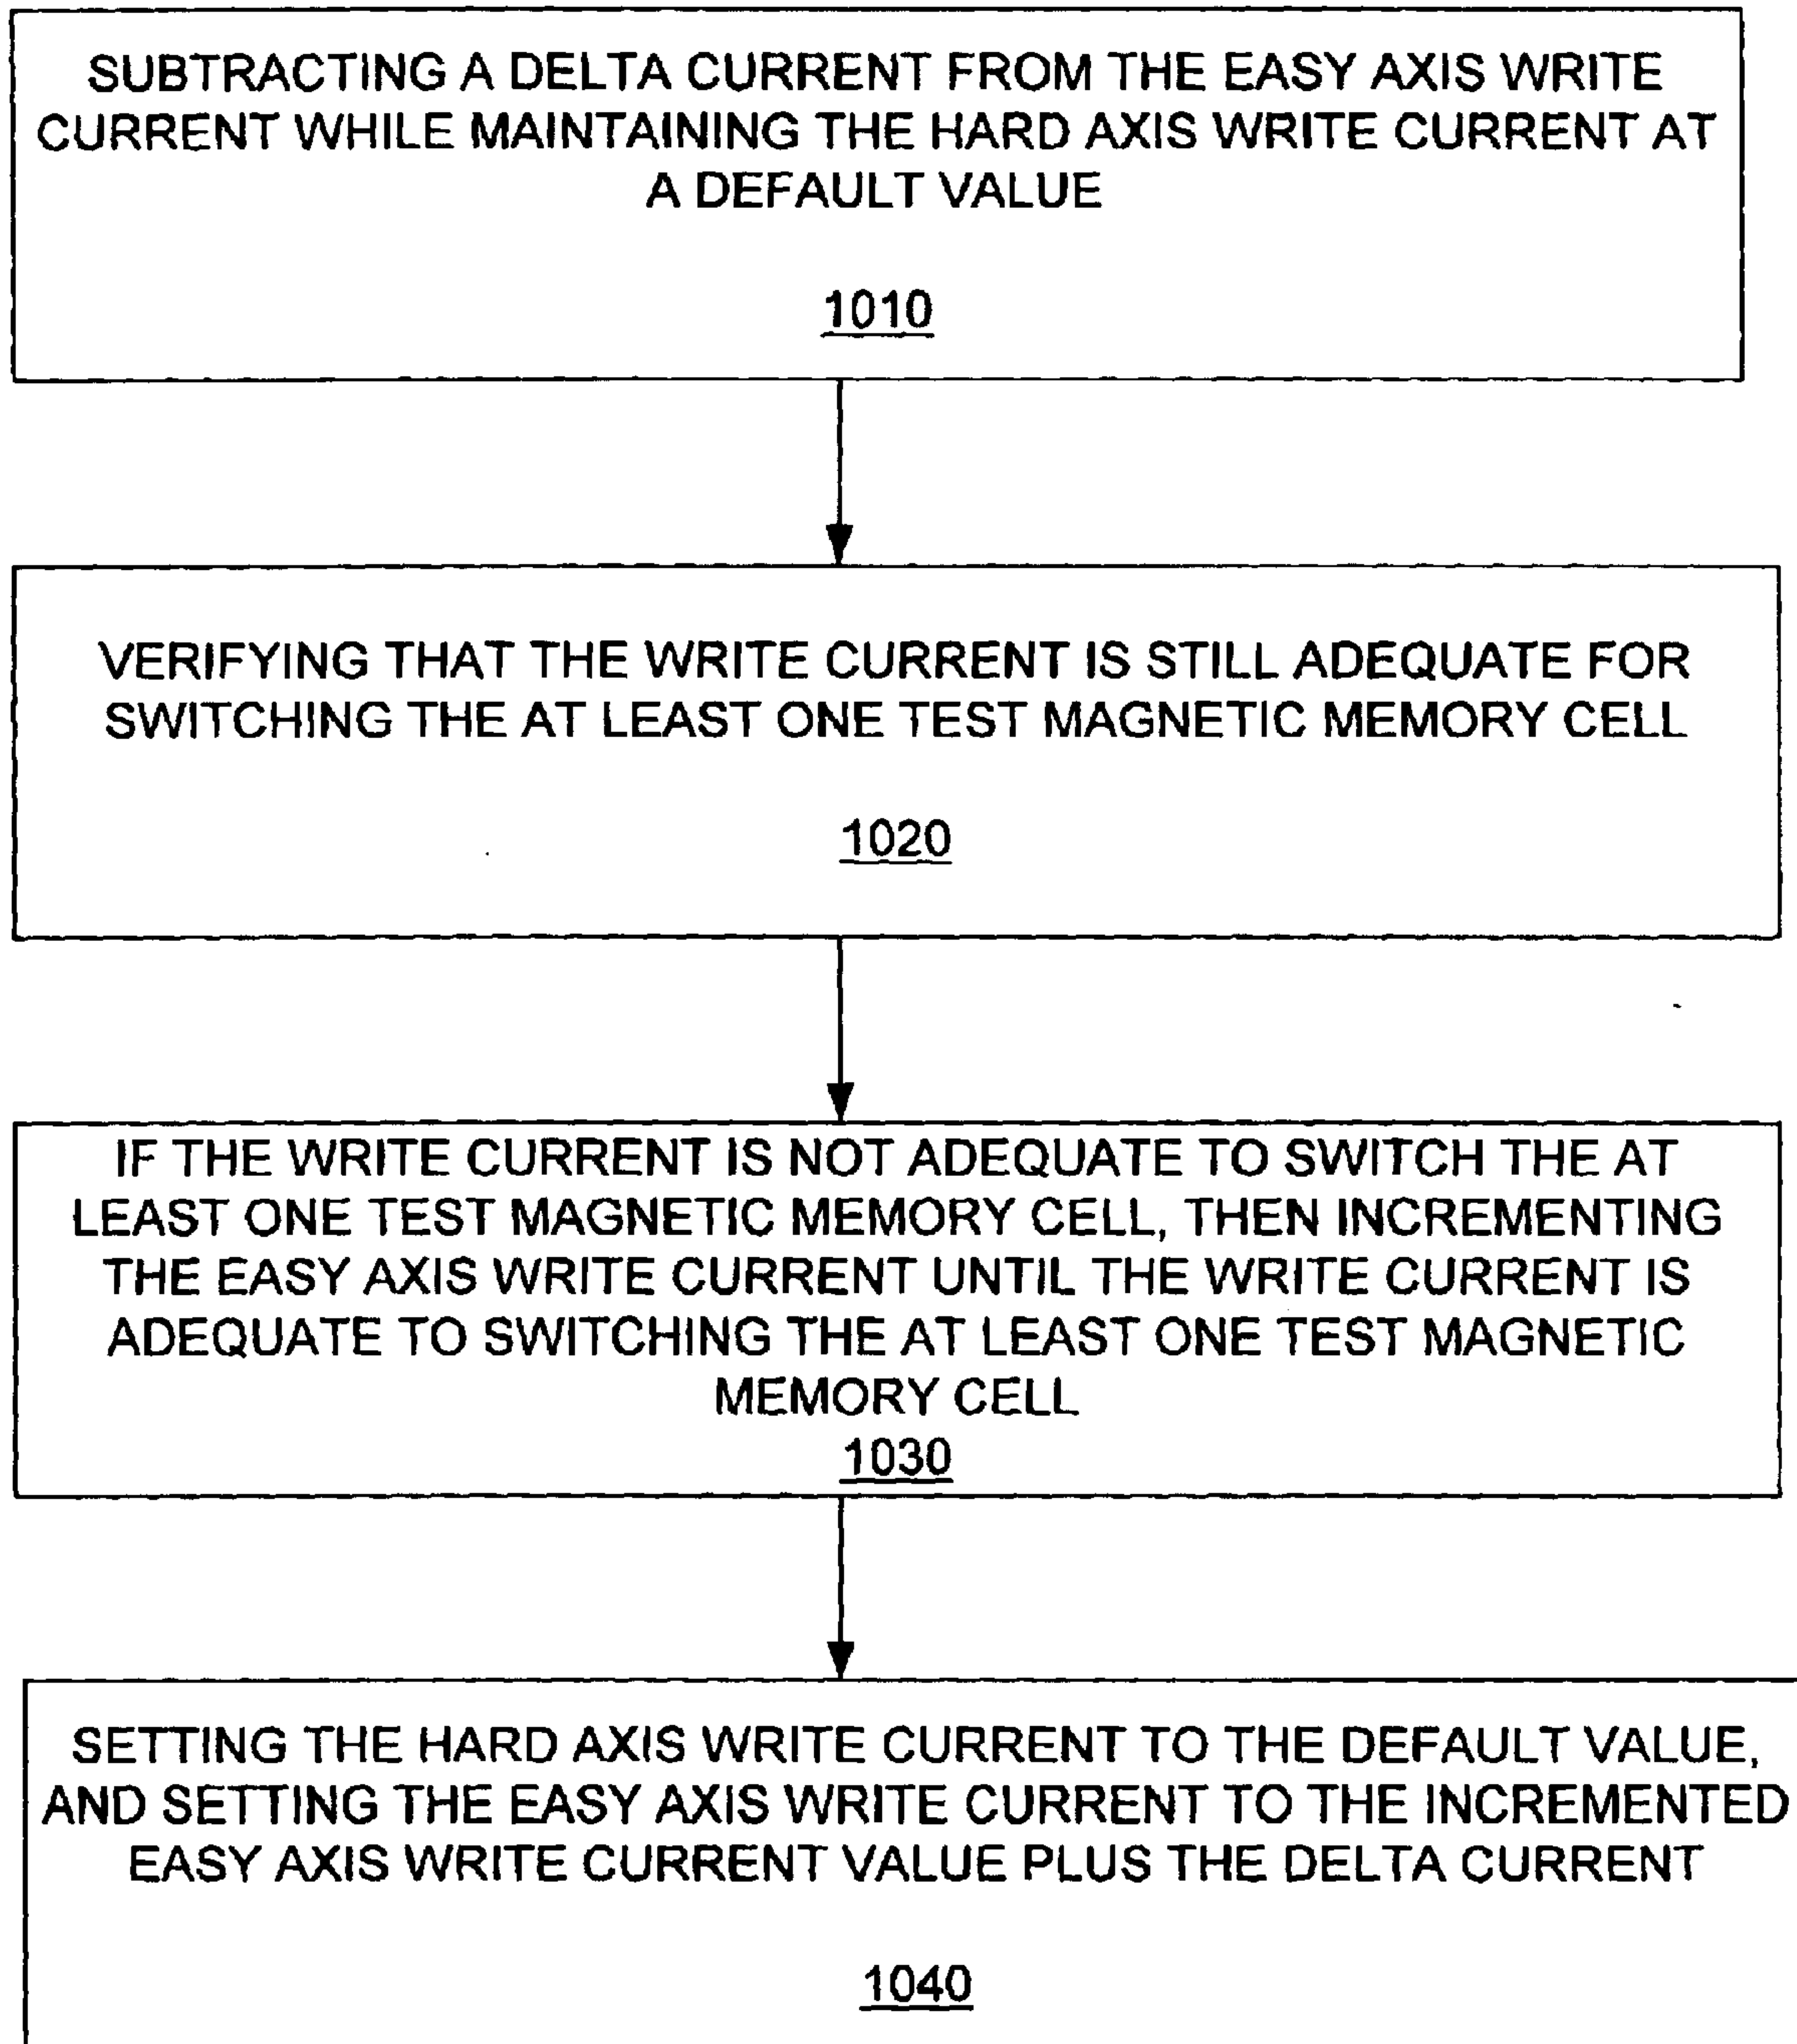 SUBTRACTING A DELTA CURRENT FROM THE EASY AXIS WRITE
CURRENT WHILE MAINTAINING THE HARD AXIS WRITE CURRENT AT
A DEFAULT VALUE
1010
VERIFYING THAT THE WRITE CURRENT IS STILL ADEQUATE FOR
SWITCHING THE AT LEAST ONE TEST MAGNETIC MEMORY CELL
1020
IF THE WRITE CURRENT IS NOT ADEQUATE TO SWITCH THE AT
LEAST ONE TEST MAGNETIC MEMORY CELL, THEN INCREMENTING
THE EASY AXIS WRITE CURRENT UNTIL THE WRITE CURRENT IS
ADEQUATE TO SWITCHING THE AT LEAST ONE TEST MAGNETIC
MEMORY CELL
1030
SETTING THE HARD AXIS WRITE CURRENT TO THE DEFAULT VALUE,
AND SETTING THE EASY AXIS WRITE CURRENT TO THE INCREMENTED
EASY AXIS WRITE CURRENT VALUE PLUS THE DELTA CURRENT
1040